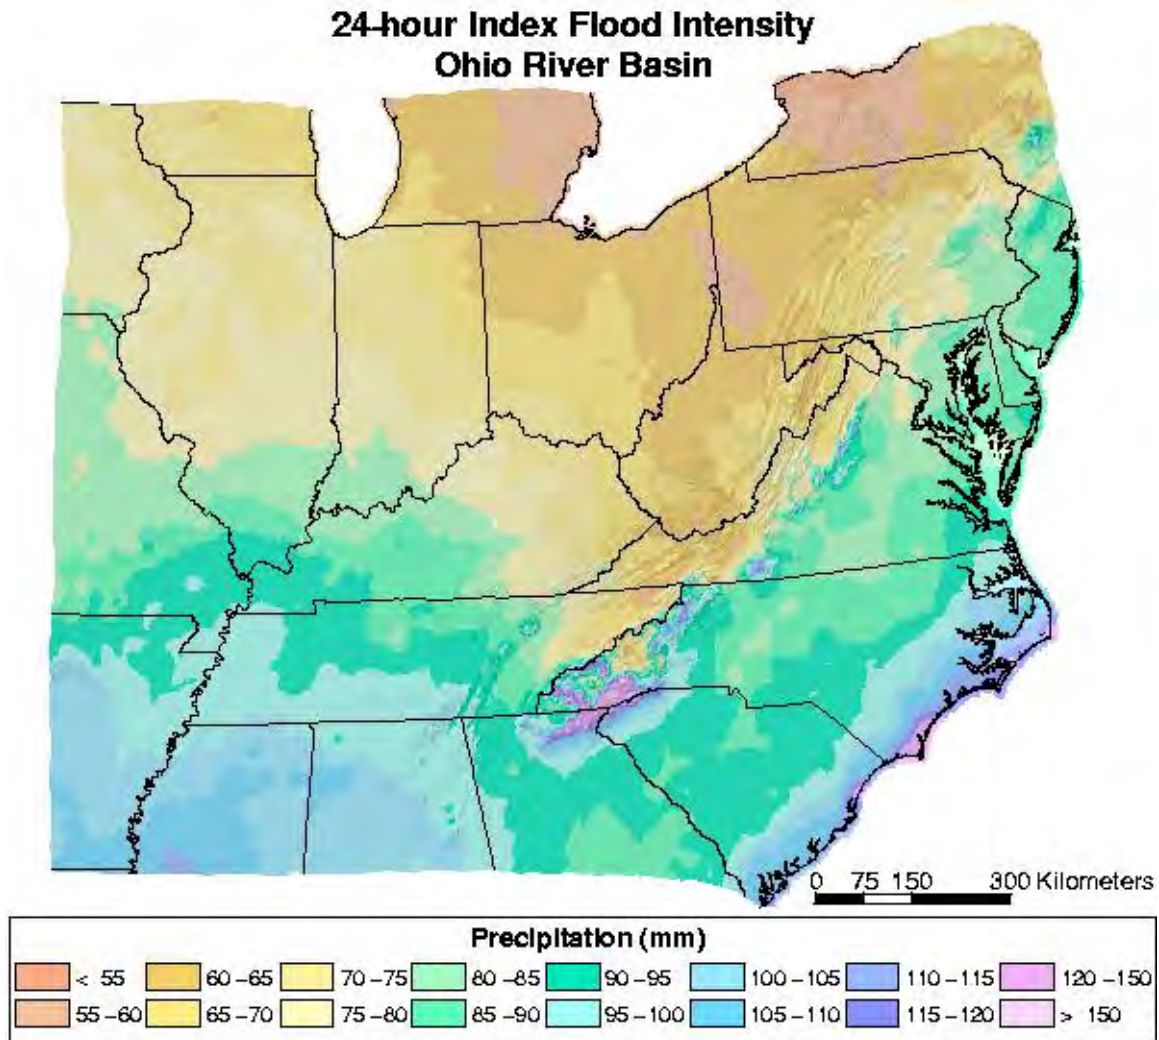 24-hour Index Flood Intensity
Ohio River Basin
0 75 150 300 Kilometers
Precipitation (mm)
< 55 60-65 70-75 80-85 90-95 100-105 110-115 120-150
55-60 65-70 75-80 85-90 95-100 105-110 115-120 > 150